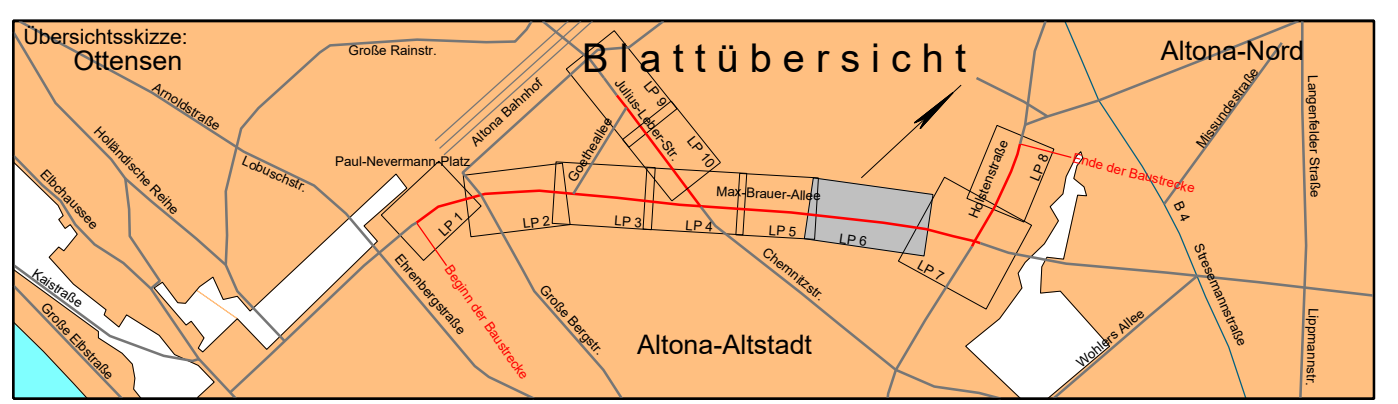 Übersichtsskizze:
Ottensen
Blattübersicht
Altona-Nord
Große Rainstr.
Arnoldstraße
Altona Bahnhof
Julius-Leber-Str.
LP 9
LP 10
Missundestraße
Langenfelder Straße
Holländische Reihe
Lobuschstr.
Paul-Nevermann-Platz
Goetheallee
Max-Brauer-Allee
Holstenstraße
LP 8
Ende der Baustrecke
Elbchaussee
B 4
LP 1
LP 2
LP 3
LP 4
LP 5
LP 6
LP 7
Kaistraße
Große Elbstraße
Ehrenbergstraße
Beginn der Baustrecke
Große Bergstr.
Chemnitzstr.
Altona-Altstadt
Stresemannstraße
Wohlers Allee
Lippmannstr.